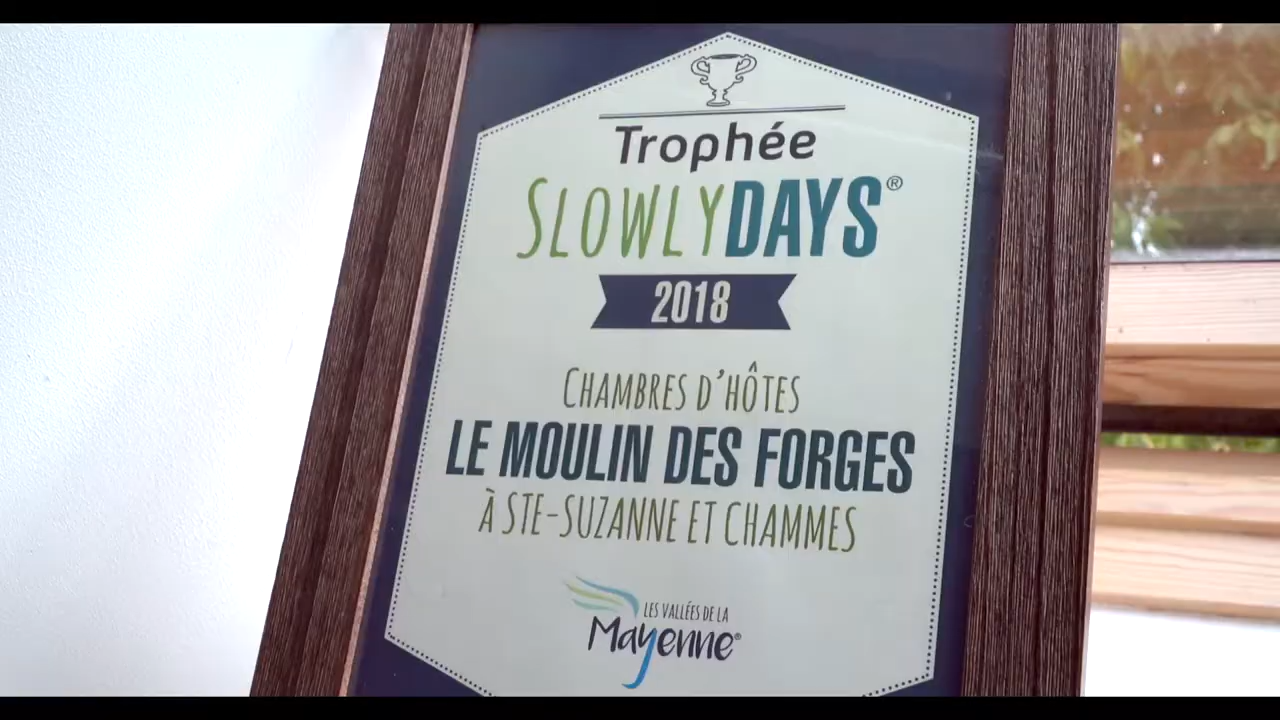 Trophée
SLOWLYDAYS®
2018
CHAMBRES D'HÔTES
LE MOULIN DES FORGES
À STE-SUZANNE ET CHAMMES
LES VALLÉES DE LA
Mayenne®